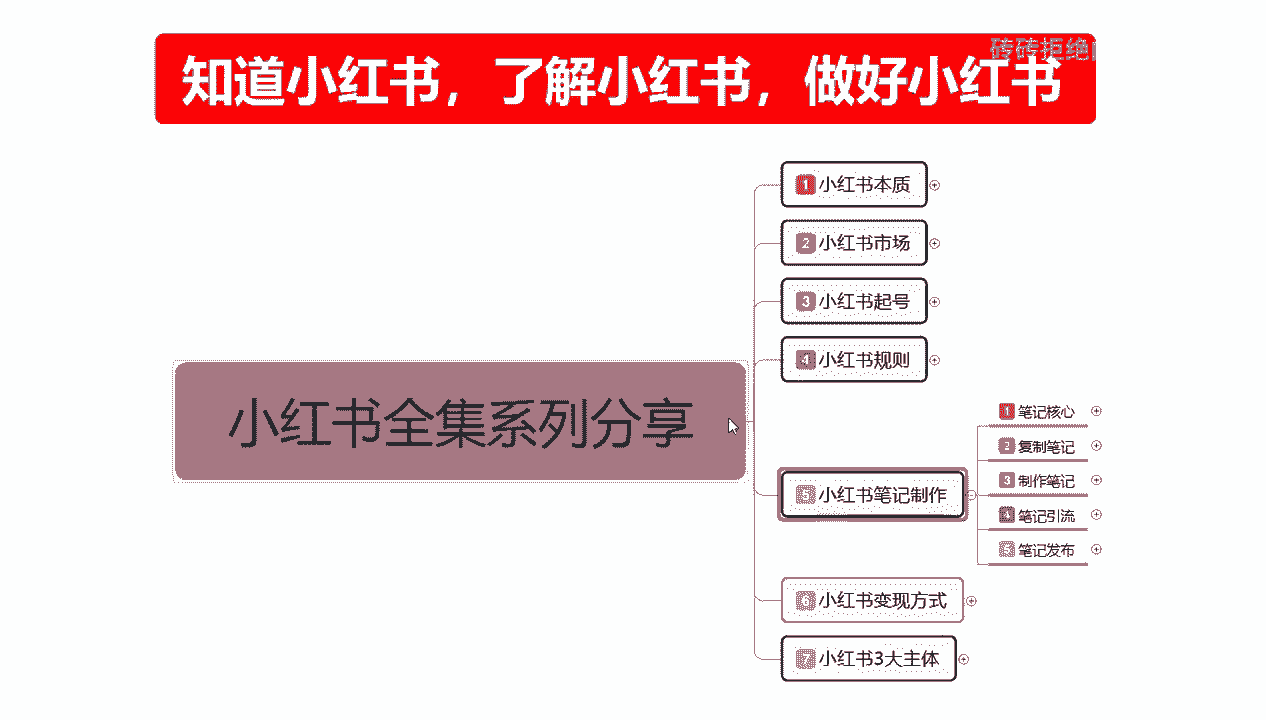 砖砖拒绝
知道小红书，了解小红书，做好小红书
1 小红书本质
2 小红书市场
3 小红书起号
4 小红书规则
小红书全集系列分享
5 小红书笔记制作
1 笔记核心
2 复制笔记
3 制作笔记
4 笔记引流
5 笔记发布
6 小红书变现方式
7 小红书3大主体